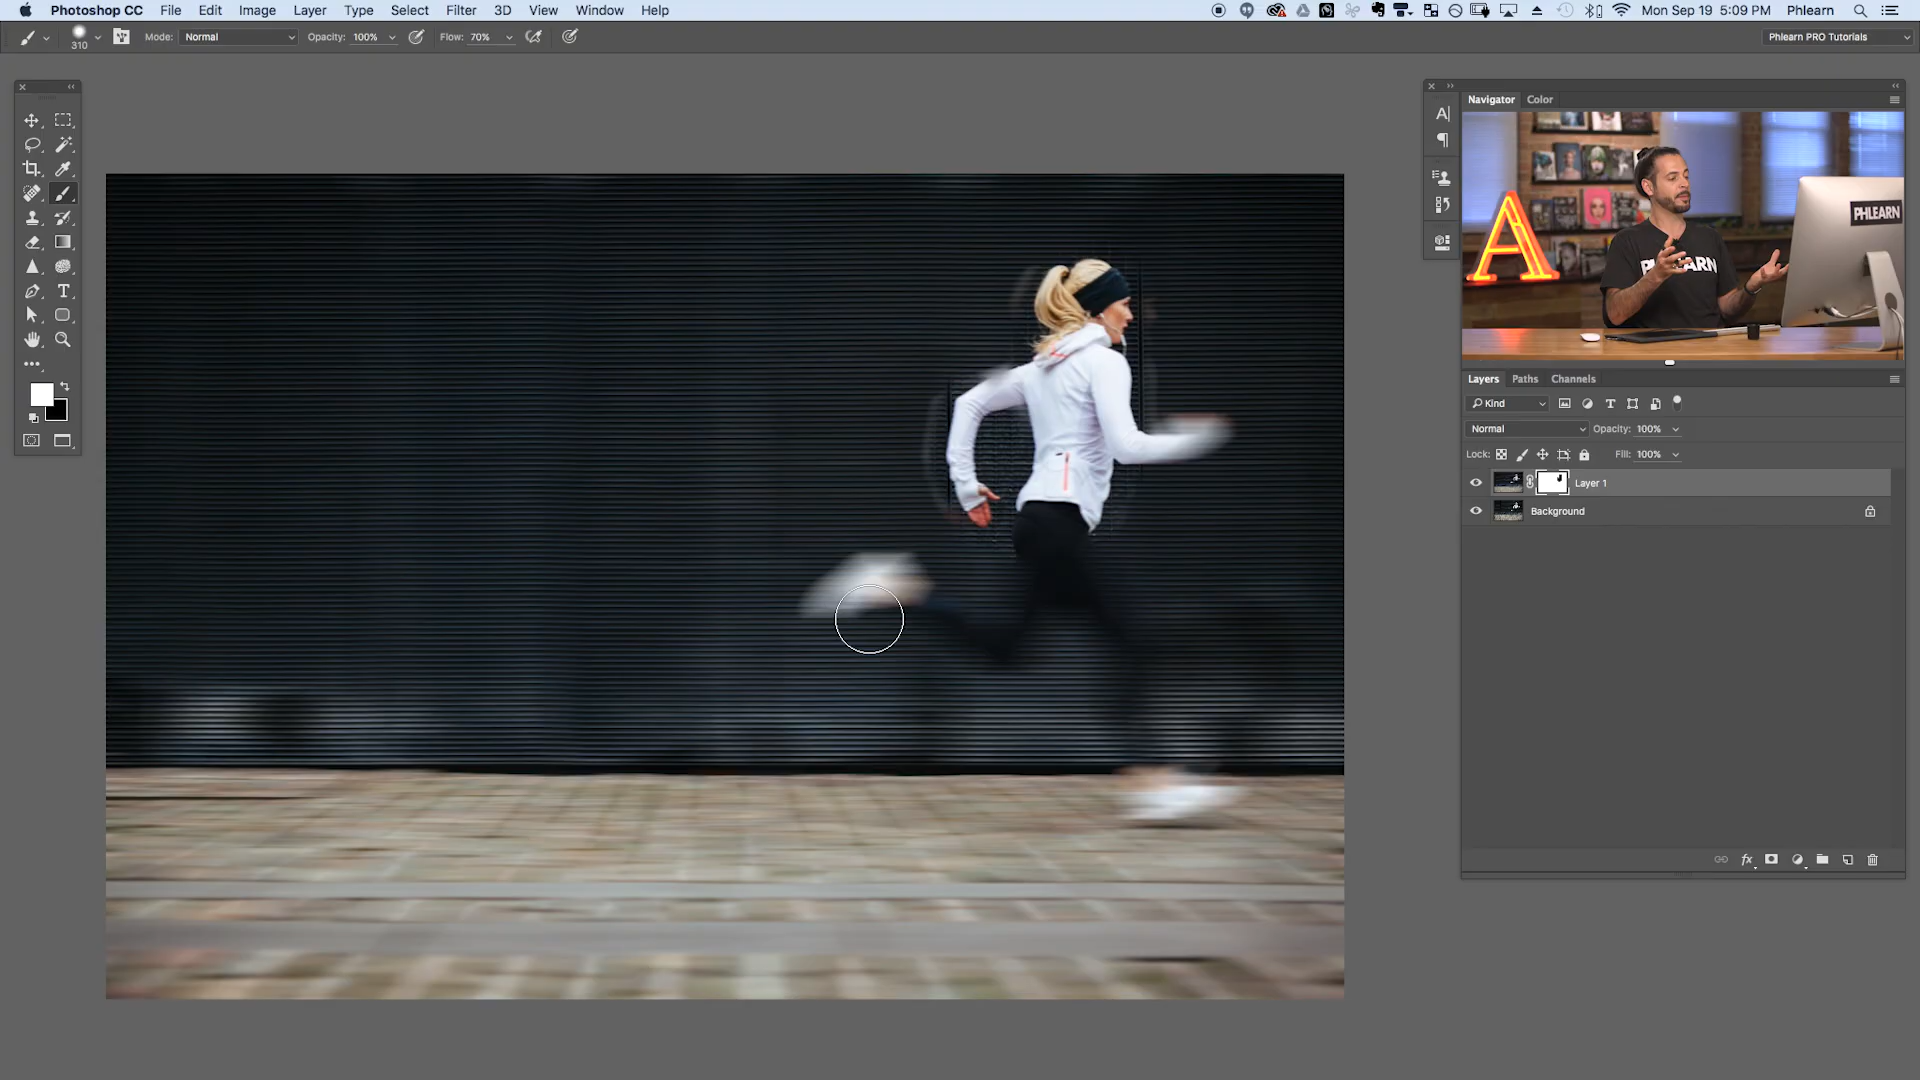 Photoshop CC File Edit Image Layer Type Select Filter 3D View Window Help Mon Sep 19 5:09 PM Phlearn
310 Mode: Normal Opacity: 100% Flow: 70% Phlearn PRO Tutorials
Navigator Color
A
PHLEARN
PHLEARN
Layers Paths Channels
Kind
Normal Opacity: 100%
Lock: Fill: 100%
Layer 1
Background
fx